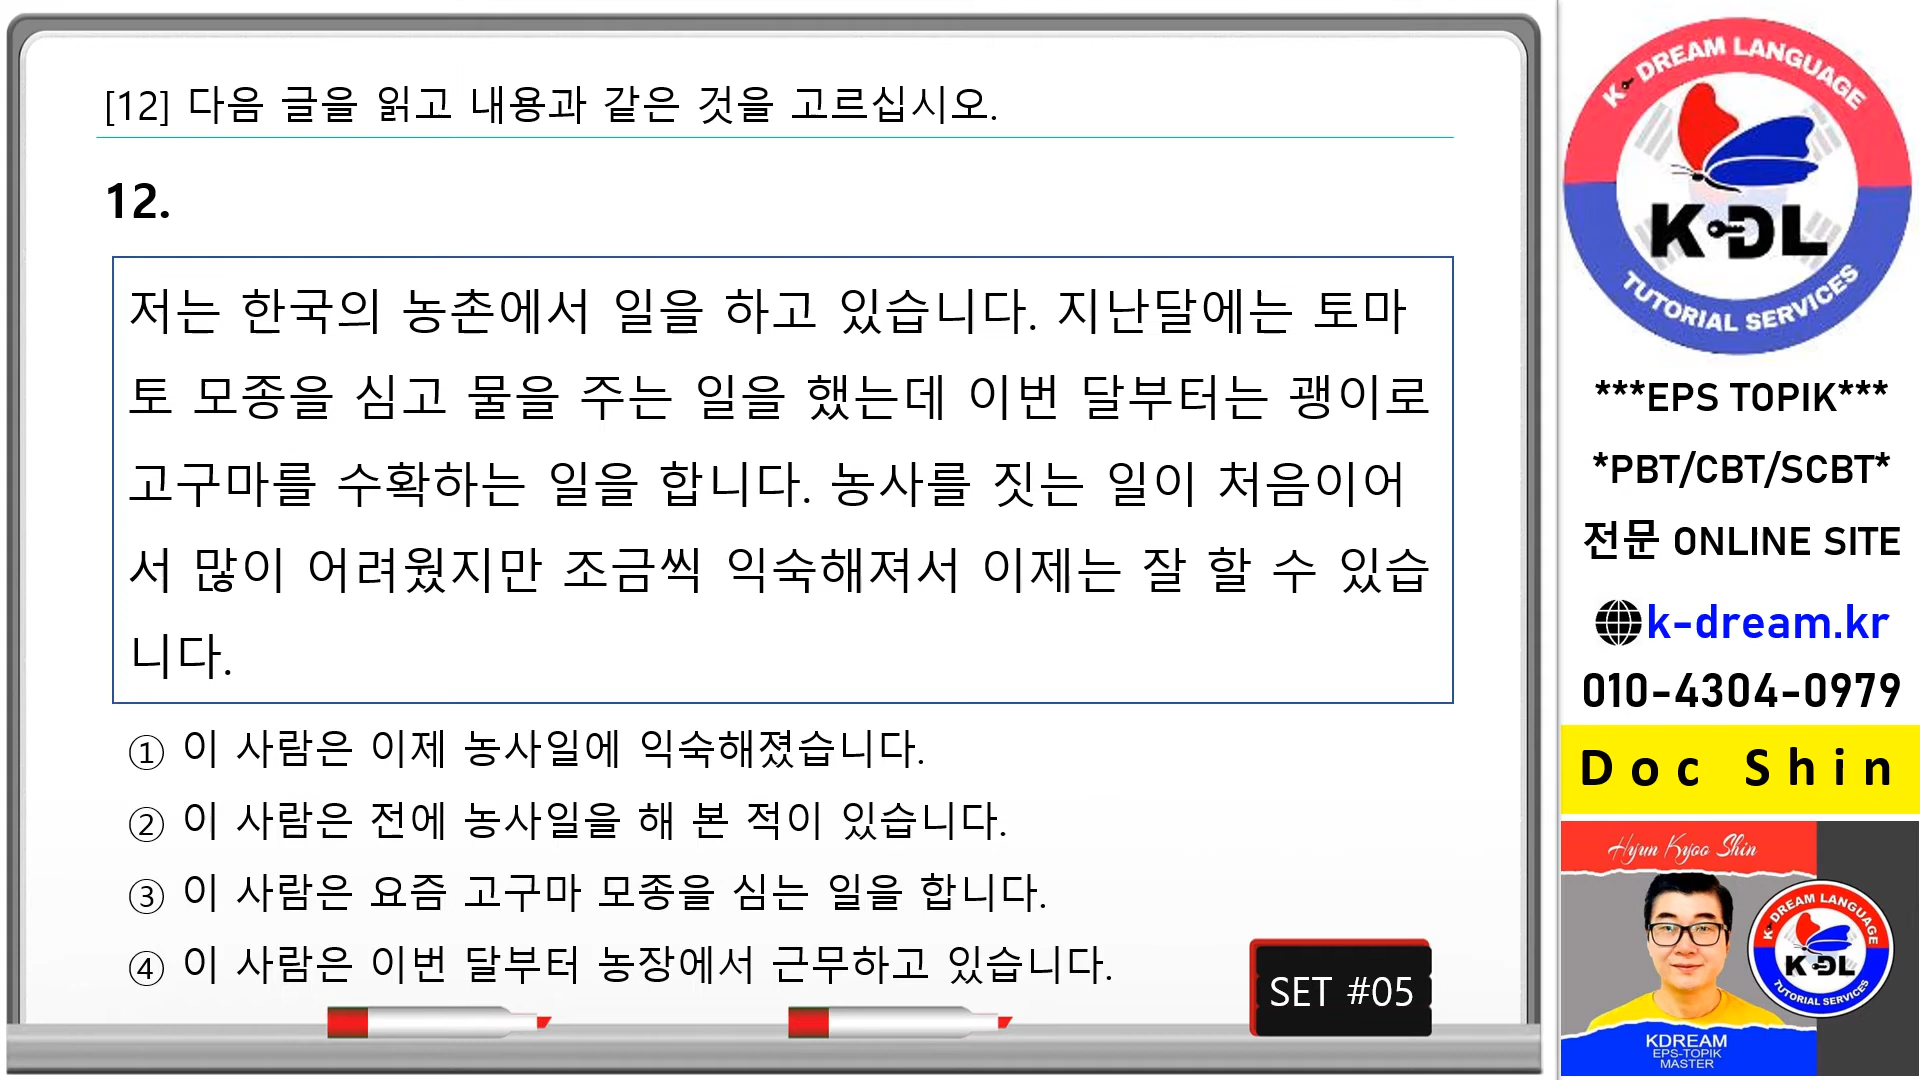 [12] 다음 글을 읽고 내용과 같은 것을 고르십시오.
12.
저는 한국의 농촌에서 일을 하고 있습니다. 지난달에는 토마
토 모종을 심고 물을 주는 일을 했는데 이번 달부터는 괭이로
고구마를 수확하는 일을 합니다. 농사를 짓는 일이 처음이어
서 많이 어려웠지만 조금씩 익숙해져서 이제는 잘 할 수 있습
니다.
① 이 사람은 이제 농사일에 익숙해졌습니다.
② 이 사람은 전에 농사일을 해 본 적이 있습니다.
③ 이 사람은 요즘 고구마 모종을 심는 일을 합니다.
④ 이 사람은 이번 달부터 농장에서 근무하고 있습니다.
SET #05
K DREAM LANGUAGE
K DL
TUTORIAL SERVICES
***EPS TOPIK***
*PBT/CBT/SCBT*
전문 ONLINE SITE
k-dream.kr
010-4304-0979
Doc Shin
Hyun Kyoo Shin
K DREAM LANGUAGE
K DL
TUTORIAL SERVICES
KDREAM
EPS-TOPIK
MASTER